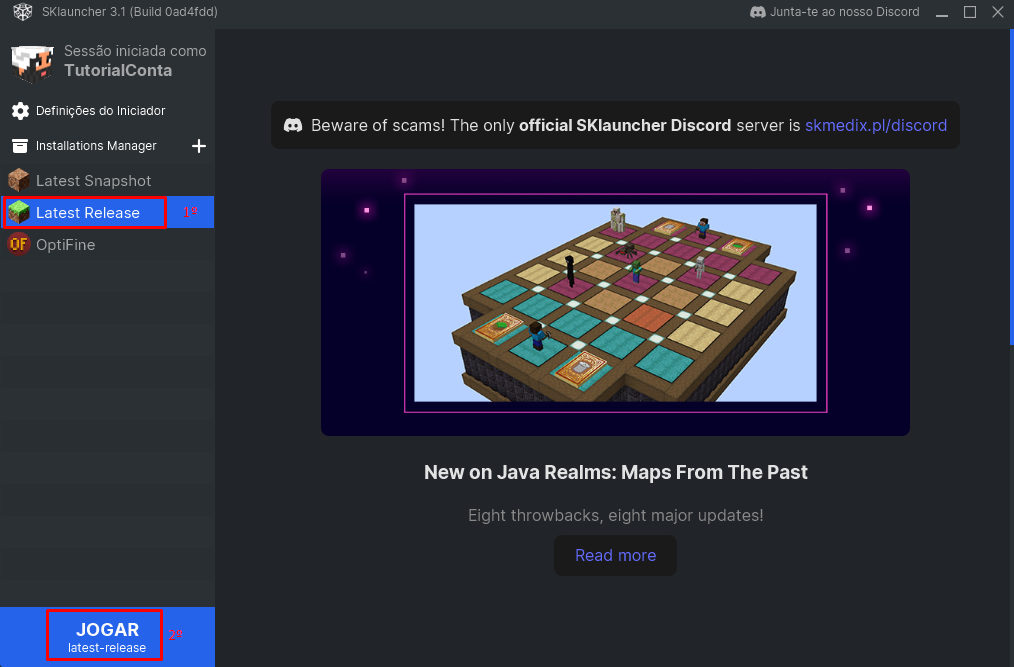 SKlauncher 3.1 (Build 0ad4fdd)
Junta-te ao nosso Discord
Sessão iniciada como
TutorialConta
Definições do Iniciador
Installations Manager
Latest Snapshot
Latest Release
1º
OptiFine
OF
Beware of scams! The only official SKlauncher Discord server is skmedix.pl/discord
New on Java Realms: Maps From The Past
Eight throwbacks, eight major updates!
Read more
JOGAR
latest-release
2º